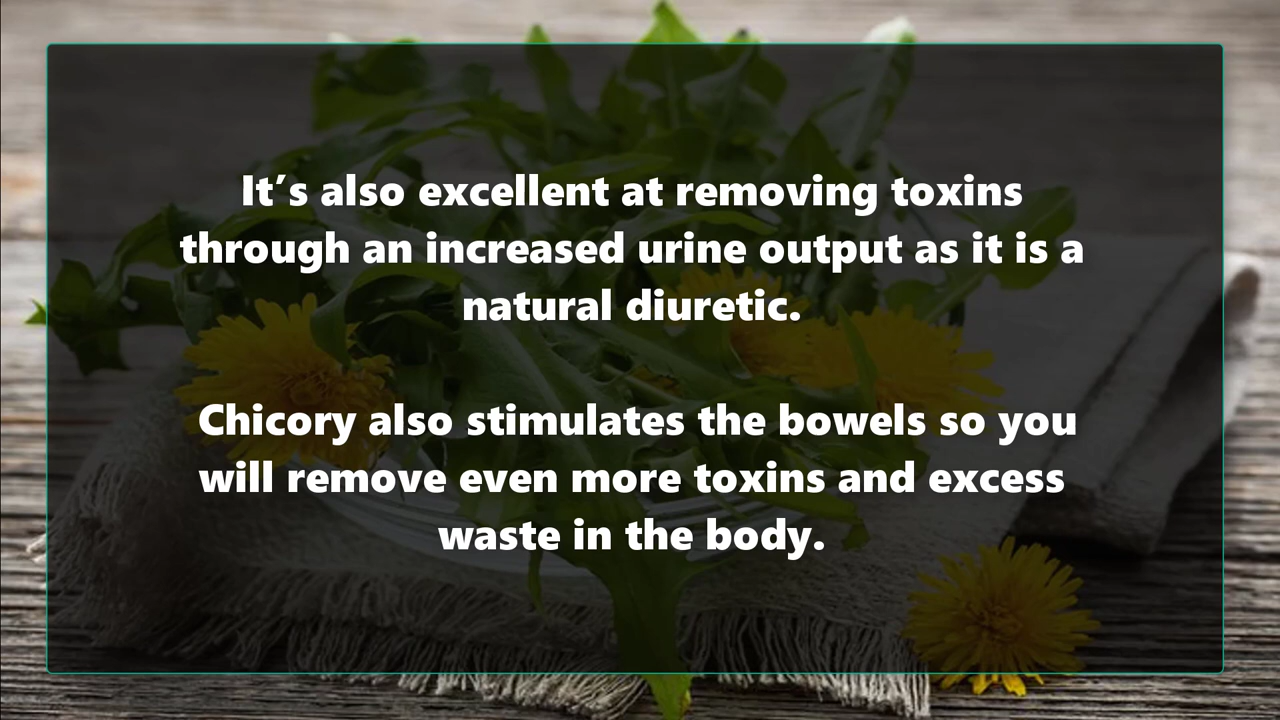 It’s also excellent at removing toxins
through an increased urine output as it is a
natural diuretic.
Chicory also stimulates the bowels so you
will remove even more toxins and excess
waste in the body.